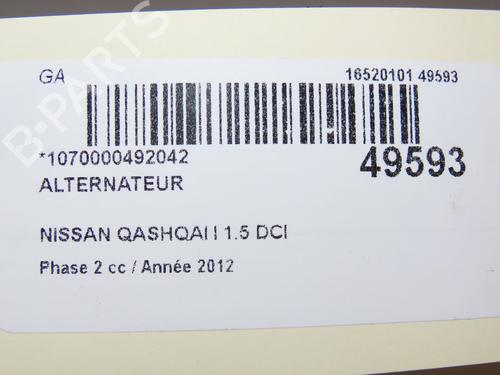 GA
16520101 49593
*1070000492042
49593
ALTERNATEUR
NISSAN QASHQAI I 1.5 DCI
Phase 2 cc / Année 2012
B-PARTS